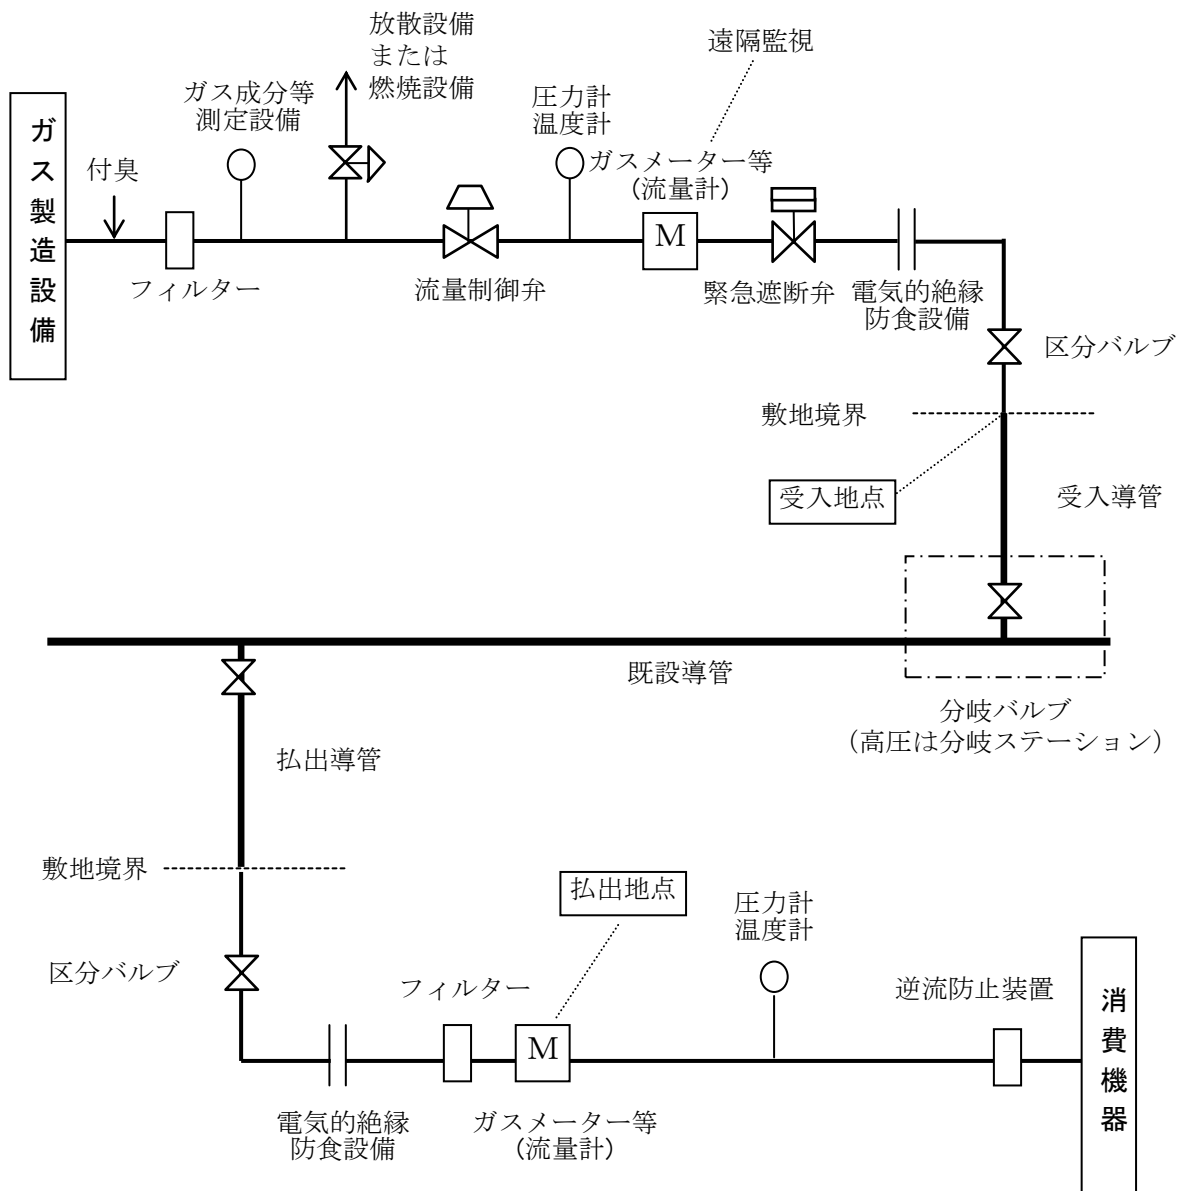 放散設備
または
燃焼設備
遠隔監視
ガス成分等
測定設備
圧力計
温度計
ガス製造設備
付臭
ガスメーター等
(流量計)
M
フィルター
流量制御弁
緊急遮断弁
電気的絶縁
防食設備
区分バルブ
敷地境界
受入地点
受入導管
既設導管
分岐バルブ
（高圧は分岐ステーション）
払出導管
敷地境界
払出地点
圧力計
温度計
区分バルブ
フィルター
逆流防止装置
消費機器
M
電気的絶縁
防食設備
ガスメーター等
(流量計)